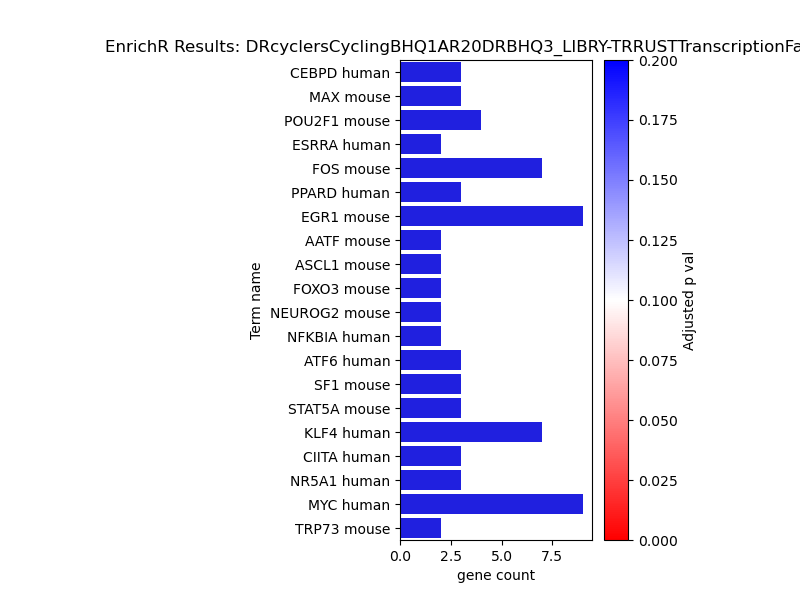 EnrichR Results: DRcyclersCyclingBHQ1AR20DRBHQ3_LIBRY-TRRUSTTranscriptionFa
CEBPD human
MAX mouse
POU2F1 mouse
ESRRA human
FOS mouse
PPARD human
EGR1 mouse
AATF mouse
ASCL1 mouse
FOXO3 mouse
NEUROG2 mouse
NFKBIA human
ATF6 human
SF1 mouse
STAT5A mouse
KLF4 human
CIITA human
NR5A1 human
MYC human
TRP73 mouse
Term name
0.0 2.5 5.0 7.5
gene count
0.200
0.175
0.150
0.125
0.100
0.075
0.050
0.025
0.000
Adjusted p val